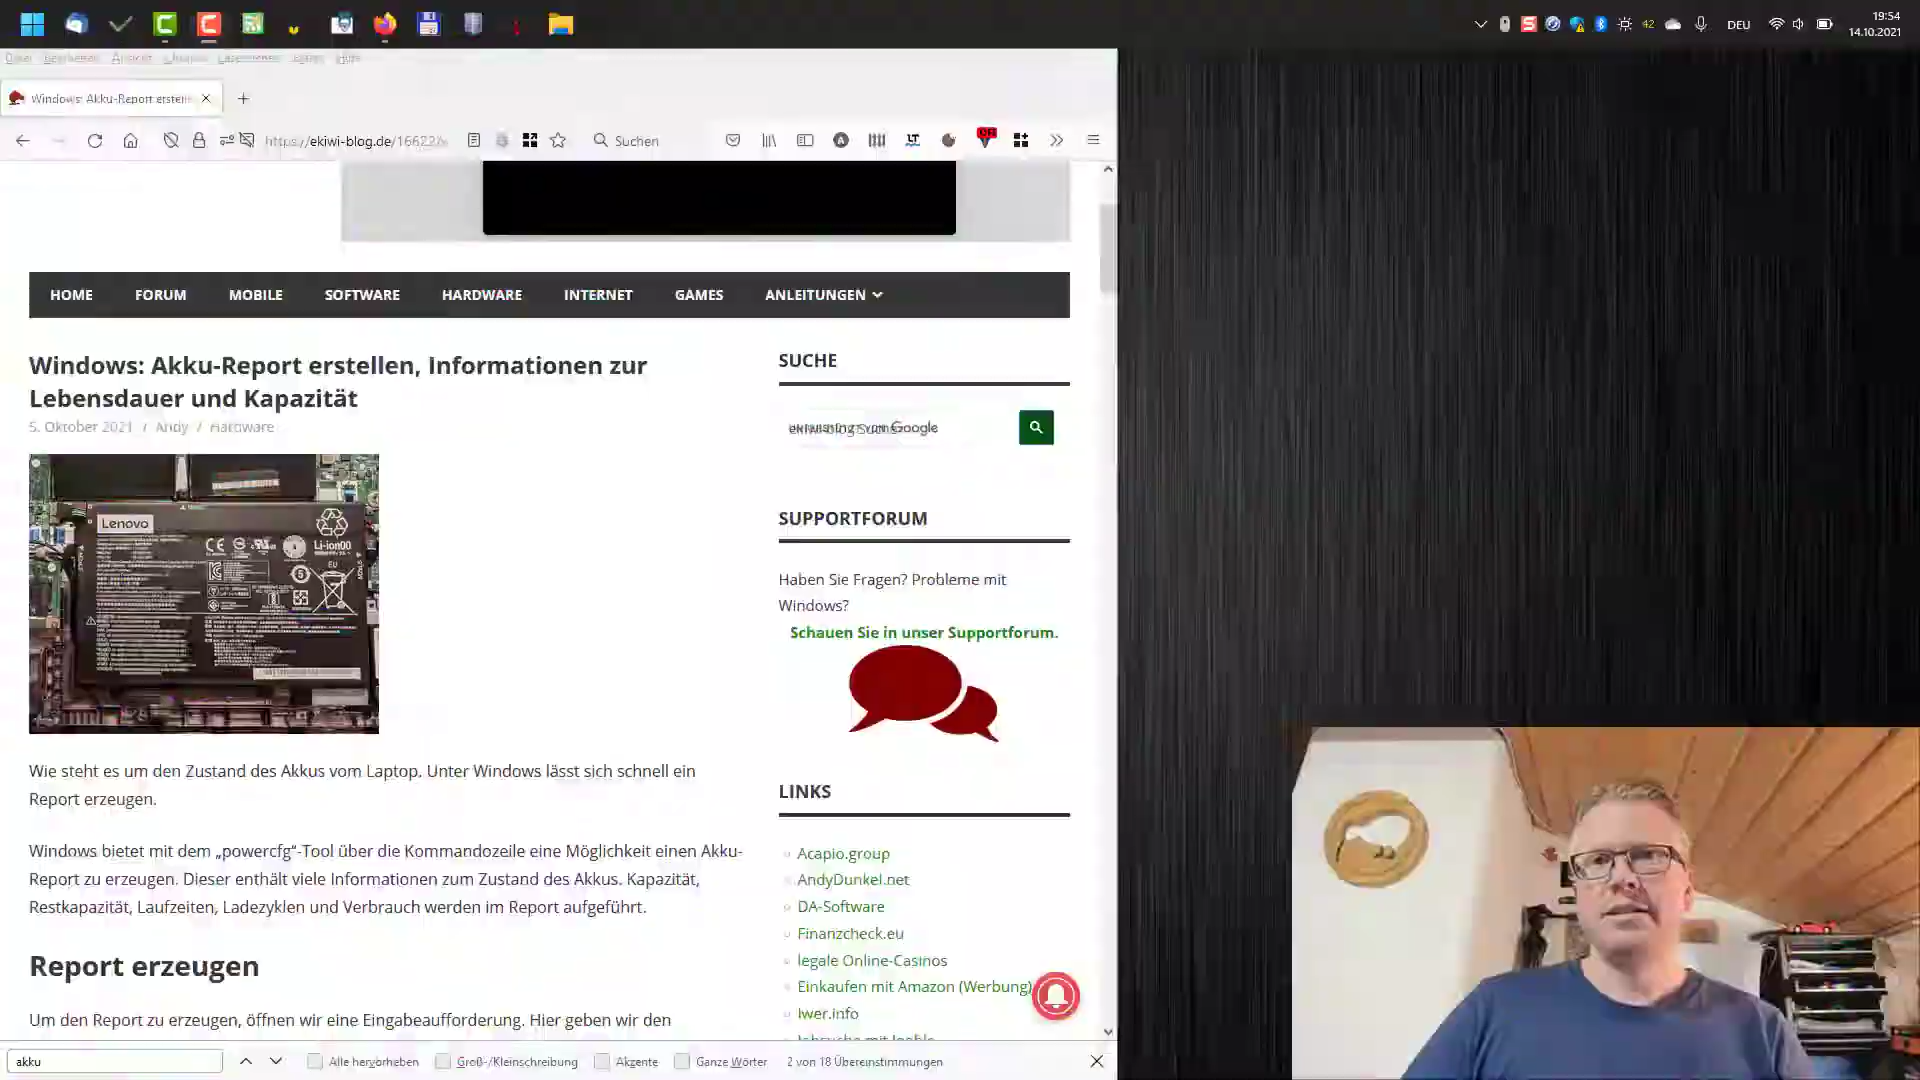 42
DEU
19:54
14.10.2021
Windows: Akku-Report erstelle
https://ekiwi-blog.de/16622/
Suchen
HOME FORUM MOBILE SOFTWARE HARDWARE INTERNET GAMES ANLEITUNGEN
Windows: Akku-Report erstellen, Informationen zur
Lebensdauer und Kapazität
5. Oktober 2021 / Andy / Hardware
Lenovo
Li-ion00
EU
Wie steht es um den Zustand des Akkus vom Laptop. Unter Windows lässt sich schnell ein
Report erzeugen.
Windows bietet mit dem „powercfg“-Tool über die Kommandozeile eine Möglichkeit einen Akku-
Report zu erzeugen. Dieser enthält viele Informationen zum Zustand des Akkus. Kapazität,
Restkapazität, Laufzeiten, Ladezyklen und Verbrauch werden im Report aufgeführt.
Report erzeugen
Um den Report zu erzeugen, öffnen wir eine Eingabeaufforderung. Hier geben wir den
SUCHE
Google
SUPPORTFORUM
Haben Sie Fragen? Probleme mit
Windows?
Schauen Sie in unser Supportforum.
LINKS
Acapio.group
AndyDunkel.net
DA-Software
Finanzcheck.eu
legale Online-Casinos
Einkaufen mit Amazon (Werbung)
Iwer.info
akku
Alle hervorheben
Groß-/Kleinschreibung
Akzente
Ganze Wörter
2 von 18 Übereinstimmungen